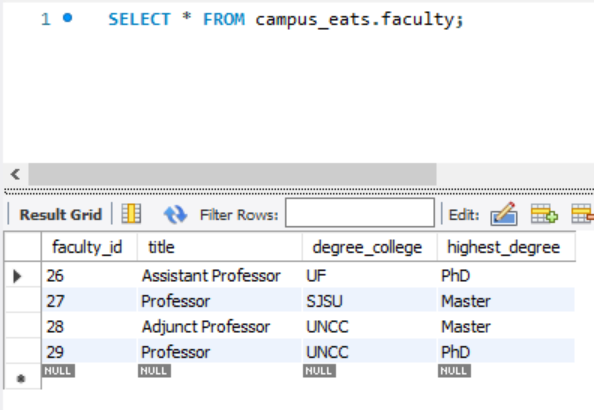 1 SELECT * FROM campus_eats.faculty;
Result Grid Filter Rows: Edit:
faculty_id title degree_college highest_degree
26 Assistant Professor UF PhD
27 Professor SJSU Master
28 Adjunct Professor UNCC Master
29 Professor UNCC PhD
NULL NULL NULL NULL